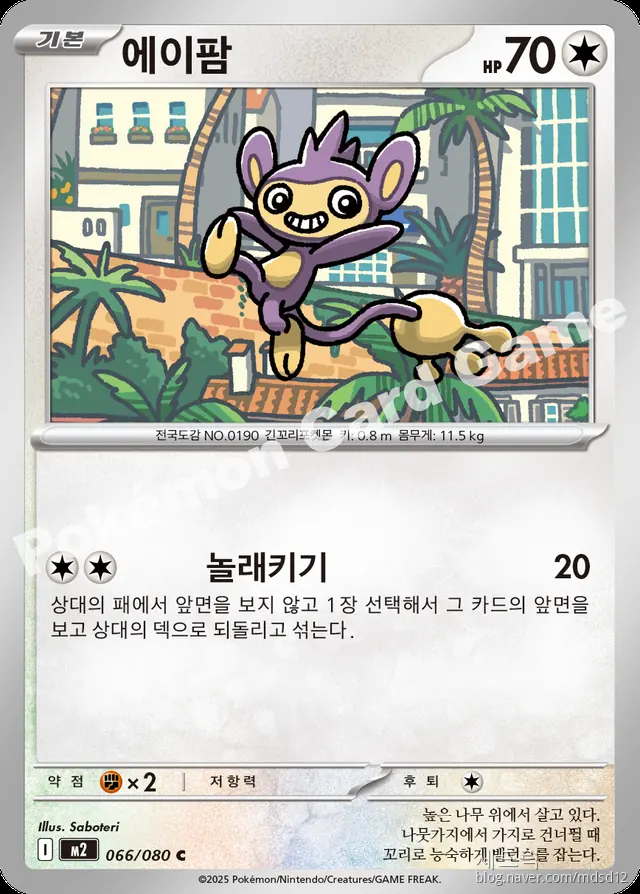 기본
에이팜
HP 70
Pokémon Card Game
전국도감 NO.0190 긴꼬리포켓몬 키: 0.8 m 몸무게: 11.5 kg
놀래키기 20
상대의 패에서 앞면을 보지 않고 1장 선택해서 그 카드의 앞면을
보고 상대의 덱으로 되돌리고 섞는다.
약점 ×2 저항력 후퇴
Illus. Saboteri
높은 나무 위에서 살고 있다.
나뭇가지에서 가지로 건너뛸 때
꼬리로 능숙하게 밸런스를 잡는다.
I M2 066/080 C
blog.naver.com/mdsd12
©2025 Pokémon/Nintendo/Creatures/GAME FREAK.